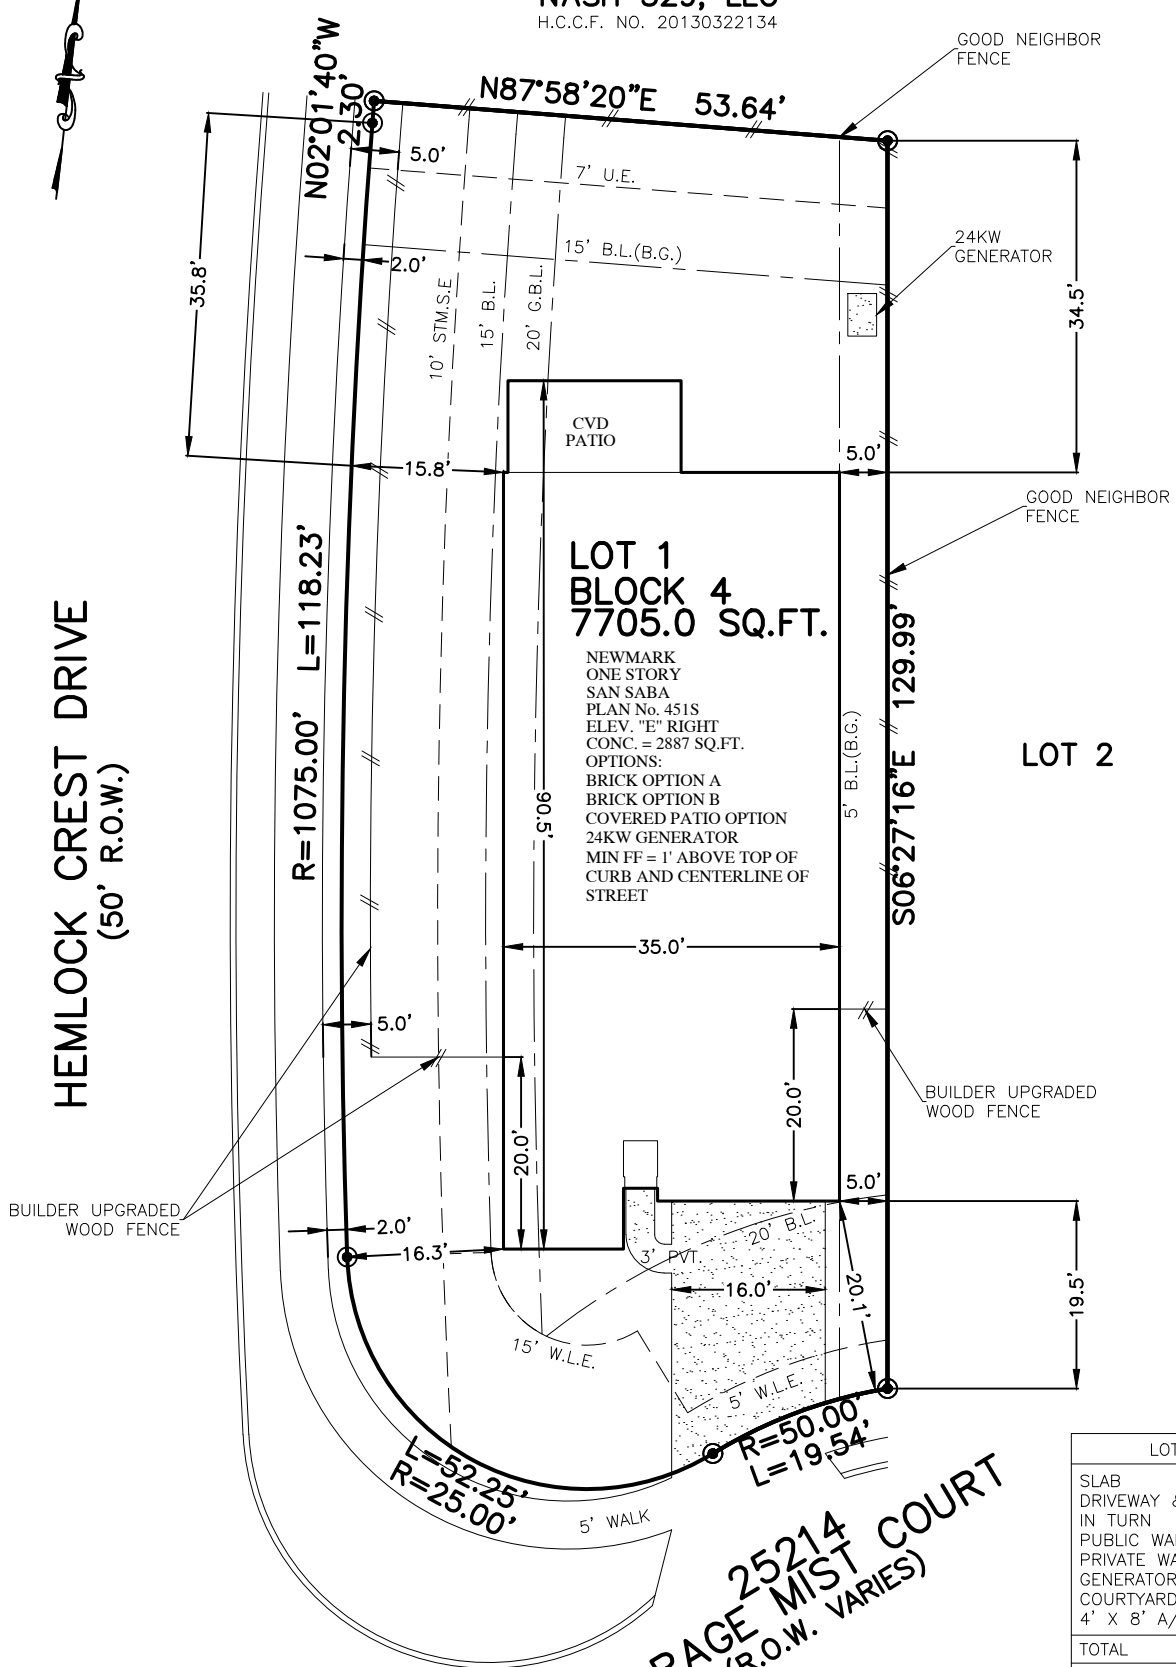 H.C.C.F. NO. 20130322134
GOOD NEIGHBOR
FENCE
N02°01'40"W
2.30'
N87°58'20"E 53.64'
5.0'
7' U.E.
35.8'
2.0'
15' B.L.(B.G.)
24KW
GENERATOR
34.5'
10' STM.S.E
15' B.L.
20' G.B.L.
CVD
PATIO
15.8'
5.0'
GOOD NEIGHBOR
FENCE
LOT 1
BLOCK 4
7705.0 SQ.FT.
NEWMARK
ONE STORY
SAN SABA
PLAN No. 451S
ELEV. "E" RIGHT
CONC. = 2887 SQ.FT.
OPTIONS:
BRICK OPTION A
BRICK OPTION B
COVERED PATIO OPTION
24KW GENERATOR
MIN FF = 1' ABOVE TOP OF
CURB AND CENTERLINE OF
STREET
HEMLOCK CREST DRIVE
(50' R.O.W.)
R=1075.00' L=118.23'
90.5'
5' B.L.(B.G.)
S06°27'16"E 129.99'
LOT 2
35.0'
5.0'
20.0'
20.0'
BUILDER UPGRADED
WOOD FENCE
BUILDER UPGRADED
WOOD FENCE
5.0'
2.0'
16.3'
3' PVT.
20' B.L.
16.0'
20.1'
19.5'
15' W.L.E.
5' W.L.E.
R=50.00'
L=19.54'
L=52.25'
R=25.00'
5' WALK
25214
MIST COURT
(R.O.W. VARIES)
SLAB
DRIVEWAY
IN TURN
PUBLIC
PRIVATE
GENERATOR
COURTYARD
4' X 8'
TOTAL